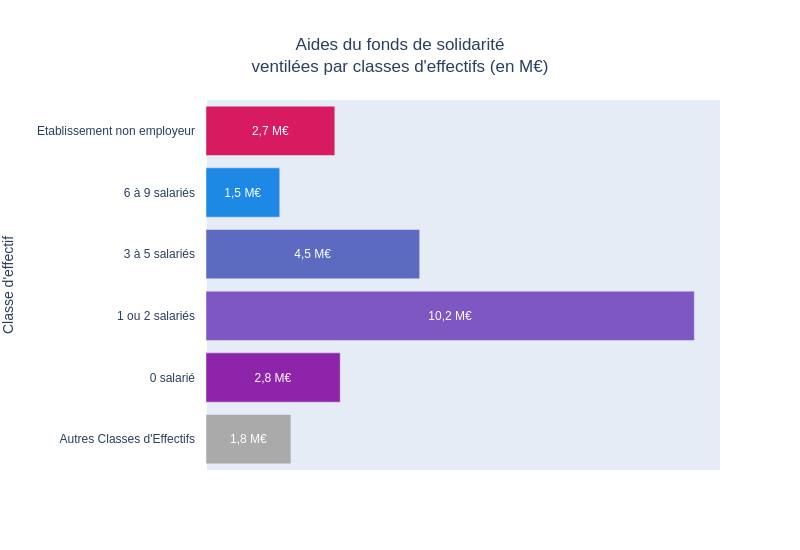 Aides du fonds de solidarité
ventilées par classes d'effectifs (en M€)
Classe d'effectif
Etablissement non employeur
2,7 M€
6 à 9 salariés
1,5 M€
3 à 5 salariés
4,5 M€
1 ou 2 salariés
10,2 M€
0 salarié
2,8 M€
Autres Classes d'Effectifs
1,8 M€